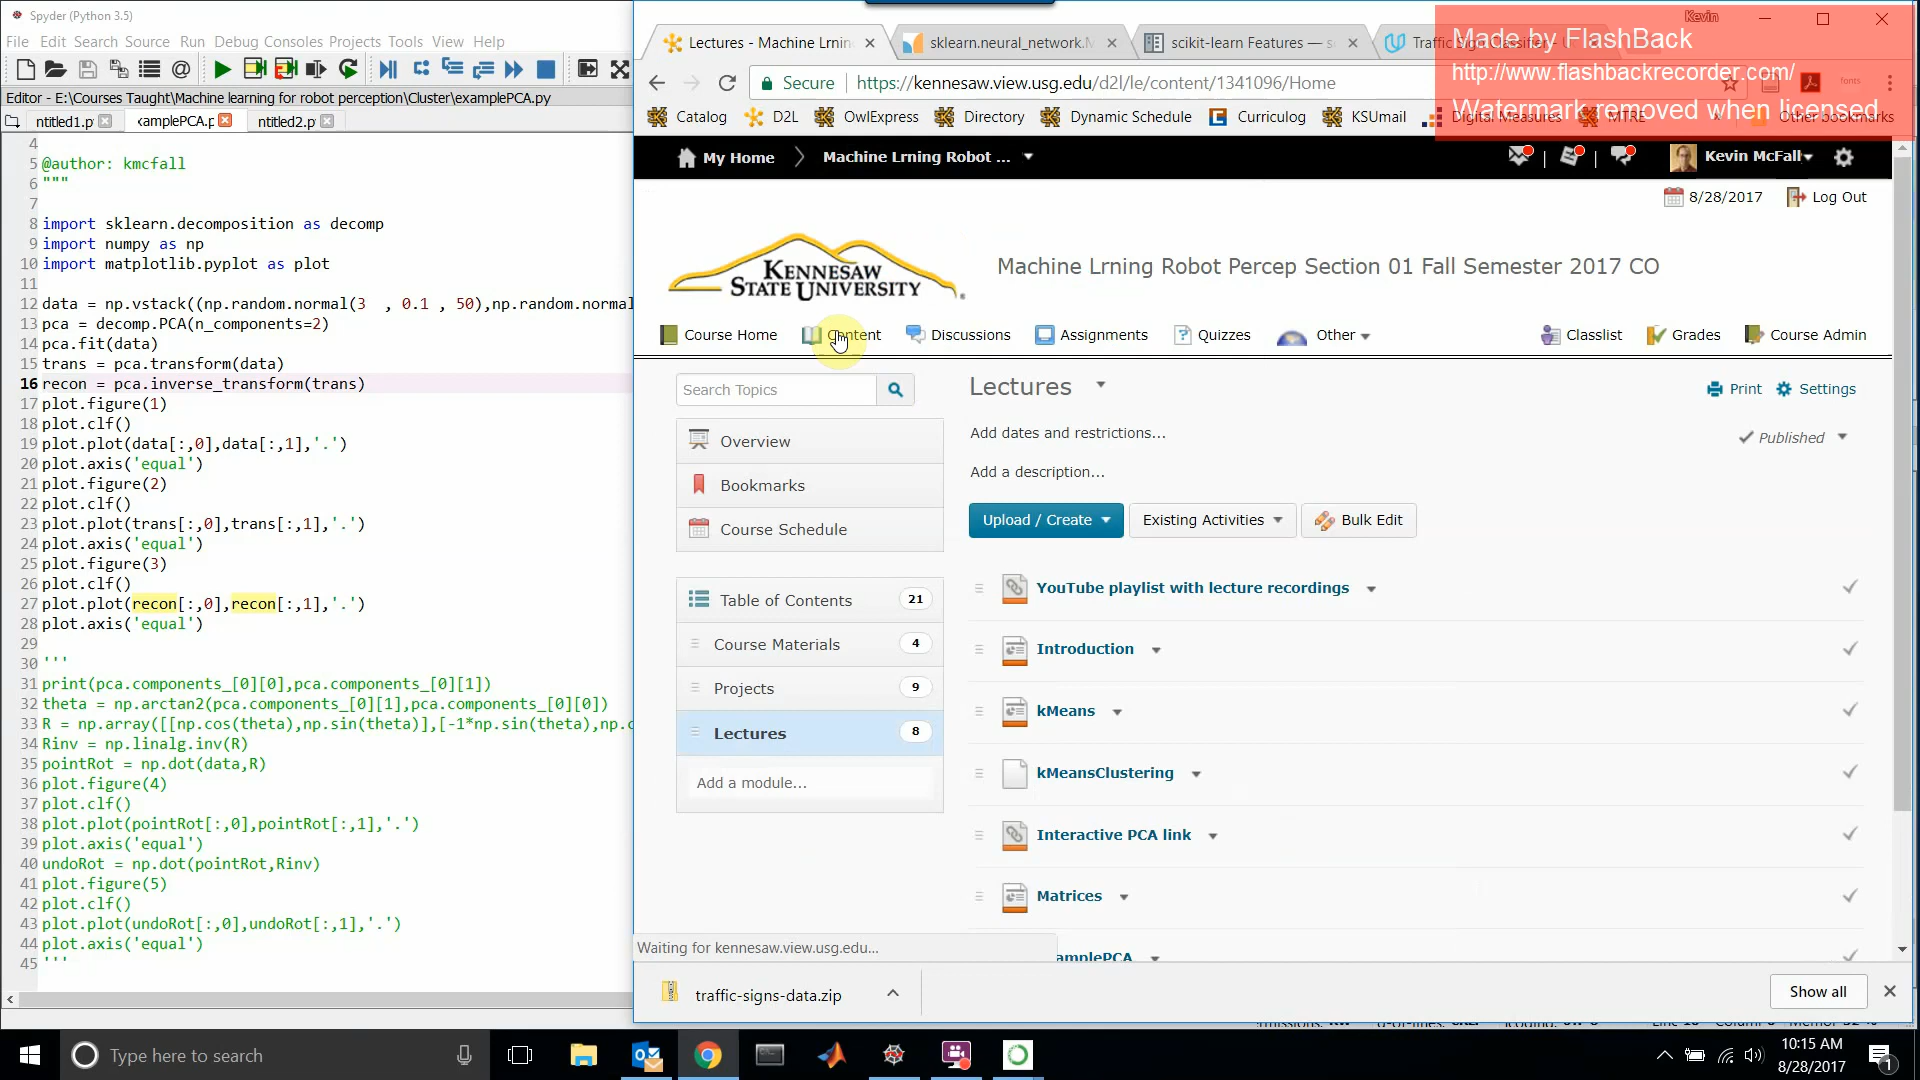 Spyder (Python 3.5)
File Edit Search Source Run Debug Consoles Projects Tools View Help
Editor - E:\Courses Taught\Machine learning for robot perception\Cluster\examplePCA.py
ntitled1.p
xamplePCA.p
ntitled2.p
4
5 @author: kmcfall
6 """
7
8 import sklearn.decomposition as decomp
9 import numpy as np
10 import matplotlib.pyplot as plot
11
12 data = np.vstack((np.random.normal(3  , 0.1 , 50),np.random.normal
13 pca = decomp.PCA(n_components=2)
14 pca.fit(data)
15 trans = pca.transform(data)
16 recon = pca.inverse_transform(trans)
17 plot.figure(1)
18 plot.clf()
19 plot.plot(data[:,0],data[:,1],'.')
20 plot.axis('equal')
21 plot.figure(2)
22 plot.clf()
23 plot.plot(trans[:,0],trans[:,1],'.')
24 plot.axis('equal')
25 plot.figure(3)
26 plot.clf()
27 plot.plot(recon[:,0],recon[:,1],'.')
28 plot.axis('equal')
29
30 '''
31 print(pca.components_[0][0],pca.components_[0][1])
32 theta = np.arctan2(pca.components_[0][1],pca.components_[0][0])
33 R = np.array([[np.cos(theta),np.sin(theta)],[-1*np.sin(theta),np.c
34 Rinv = np.linalg.inv(R)
35 pointRot = np.dot(data,R)
36 plot.figure(4)
37 plot.clf()
38 plot.plot(pointRot[:,0],pointRot[:,1],'.')
39 plot.axis('equal')
40 undoRot = np.dot(pointRot,Rinv)
41 plot.figure(5)
42 plot.clf()
43 plot.plot(undoRot[:,0],undoRot[:,1],'.')
44 plot.axis('equal')
45 '''
Kevin
Lectures - Machine Lrnin
sklearn.neural_network.M
scikit-learn Features — s
Traffic Sign Classifier
Made by FlashBack
http://www.flashbackrecorder.com/
Watermark removed when licensed
Secure https://kennesaw.view.usg.edu/d2l/le/content/1341096/Home
Catalog D2L OwlExpress Directory Dynamic Schedule Curriculog KSUmail Digital Measures MTRE Other bookmarks
My Home
Machine Lrning Robot ...
Kevin McFall
8/28/2017 Log Out
KENNESAW
STATE UNIVERSITY
Machine Lrning Robot Percep Section 01 Fall Semester 2017 CO
Course Home Content Discussions Assignments Quizzes Other Classlist Grades Course Admin
Search Topics
Overview
Bookmarks
Course Schedule
Table of Contents 21
Course Materials 4
Projects 9
Lectures 8
Add a module...
Lectures
Print Settings
Add dates and restrictions...
Published
Add a description...
Upload / Create
Existing Activities
Bulk Edit
YouTube playlist with lecture recordings
Introduction
kMeans
kMeansClustering
Interactive PCA link
Matrices
amplePCA
Waiting for kennesaw.view.usg.edu...
traffic-signs-data.zip
Show all
Type here to search
10:15 AM
8/28/2017
1